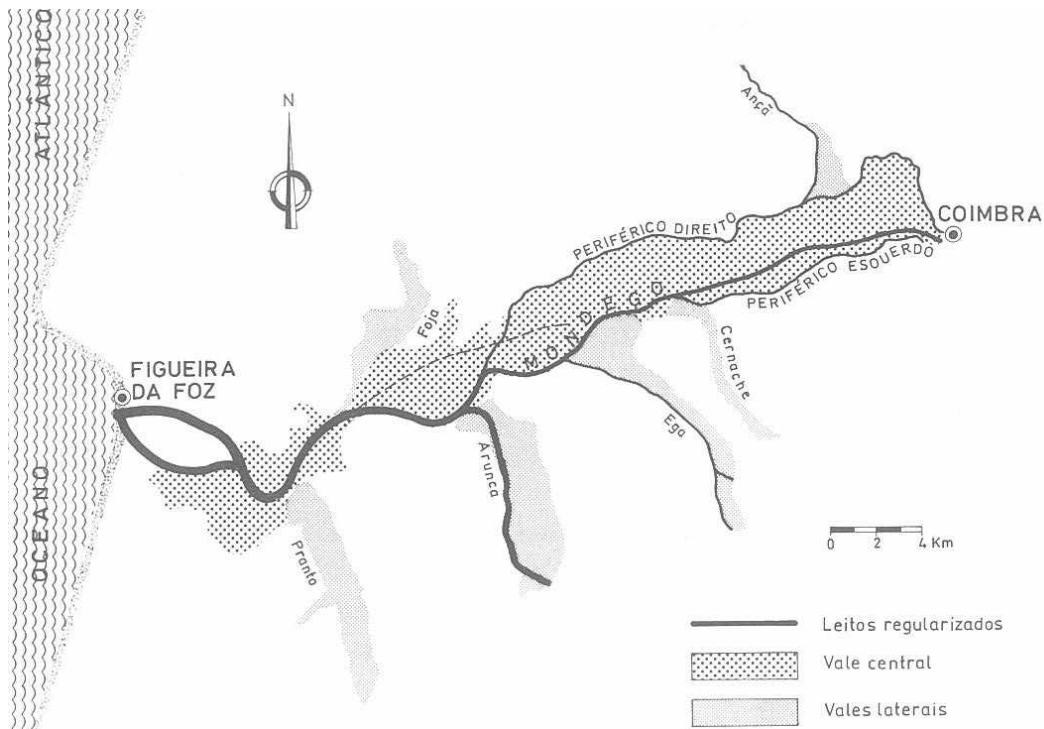 OCEANO ATLÂNTICO
N
Ançã
COIMBRA
PERIFÉRICO DIREITO
PERIFÉRICO ESQUERDO
MONDEGO
Foja
Cernache
FIGUEIRA
DA FOZ
Ega
Arunca
Pranto
0 2 4 Km
Leitos regularizados
Vale central
Vales laterais